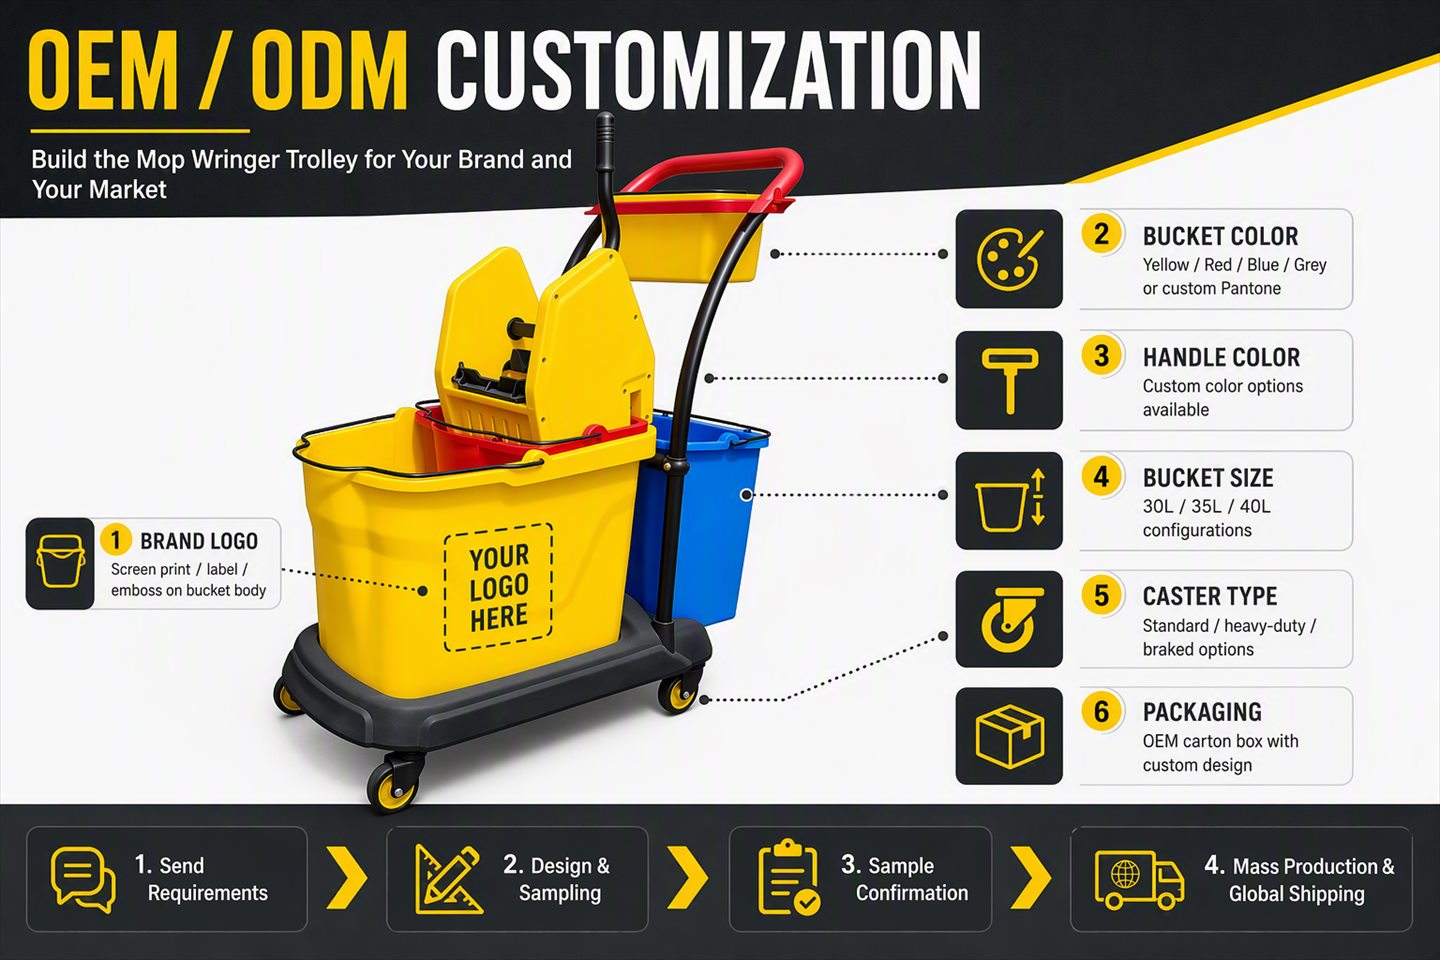 OEM / ODM CUSTOMIZATION
Build the Mop Wringer Trolley for Your Brand and
Your Market
1 BRAND LOGO
Screen print / label /
emboss on bucket body
YOUR
LOGO
HERE
2 BUCKET COLOR
Yellow / Red / Blue / Grey
or custom Pantone
3 HANDLE COLOR
Custom color options
available
4 BUCKET SIZE
30L / 35L / 40L
configurations
5 CASTER TYPE
Standard / heavy-duty /
braked options
6 PACKAGING
OEM carton box with
custom design
1. Send
Requirements
2. Design &
Sampling
3. Sample
Confirmation
4. Mass Production &
Global Shipping